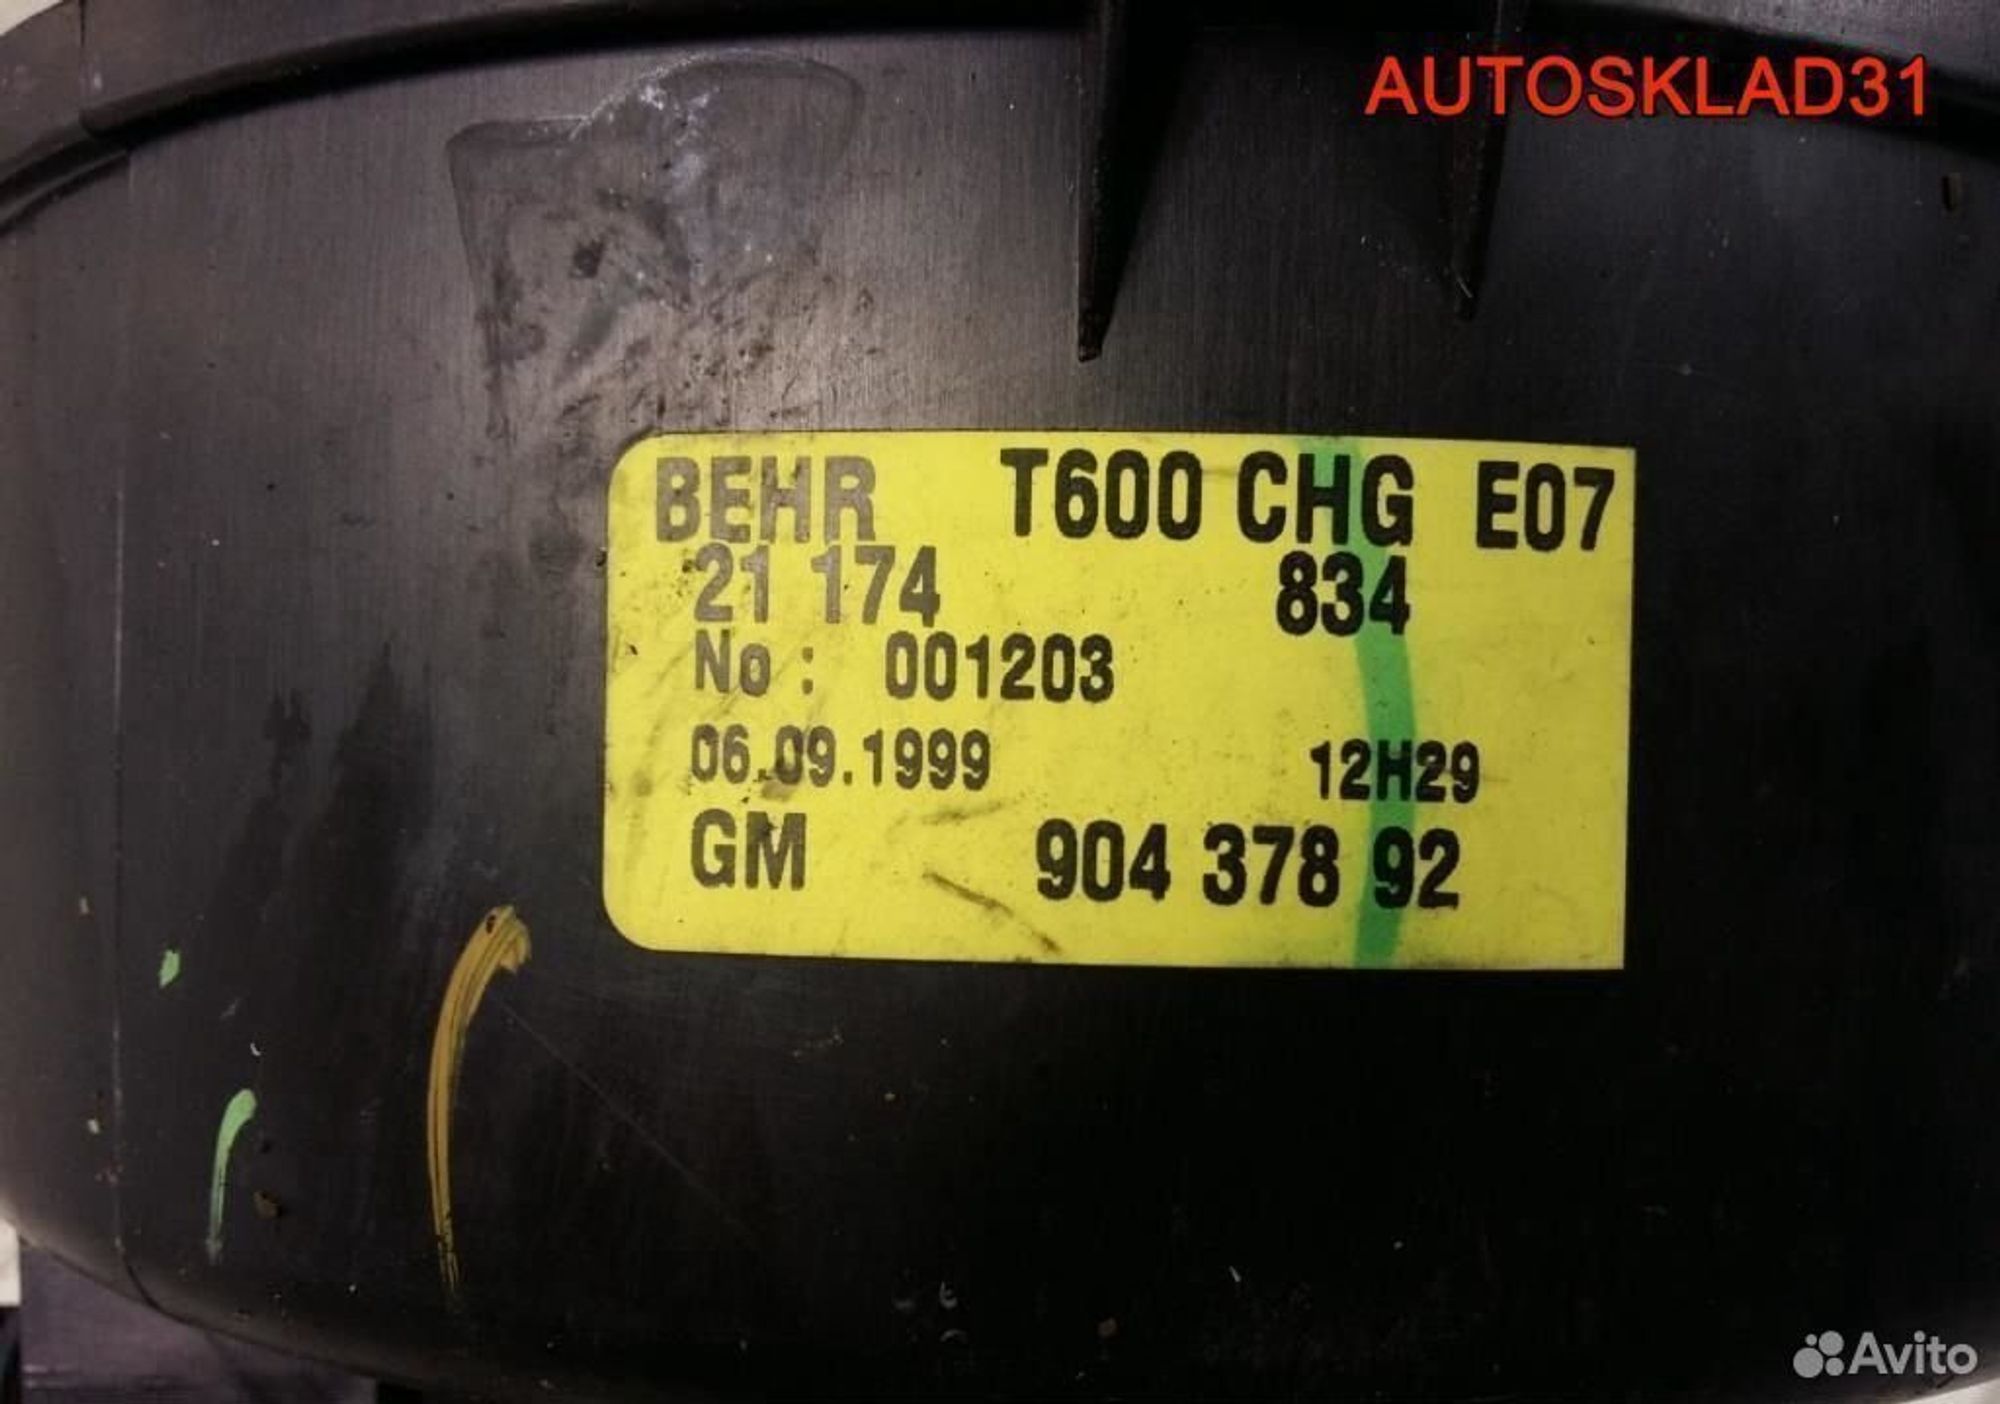 AUTOSKLAD31
BEHR T600 CHG E07
21 174 834
No : 001203
06.09.1999 12H29
GM 904 378 92
Avito